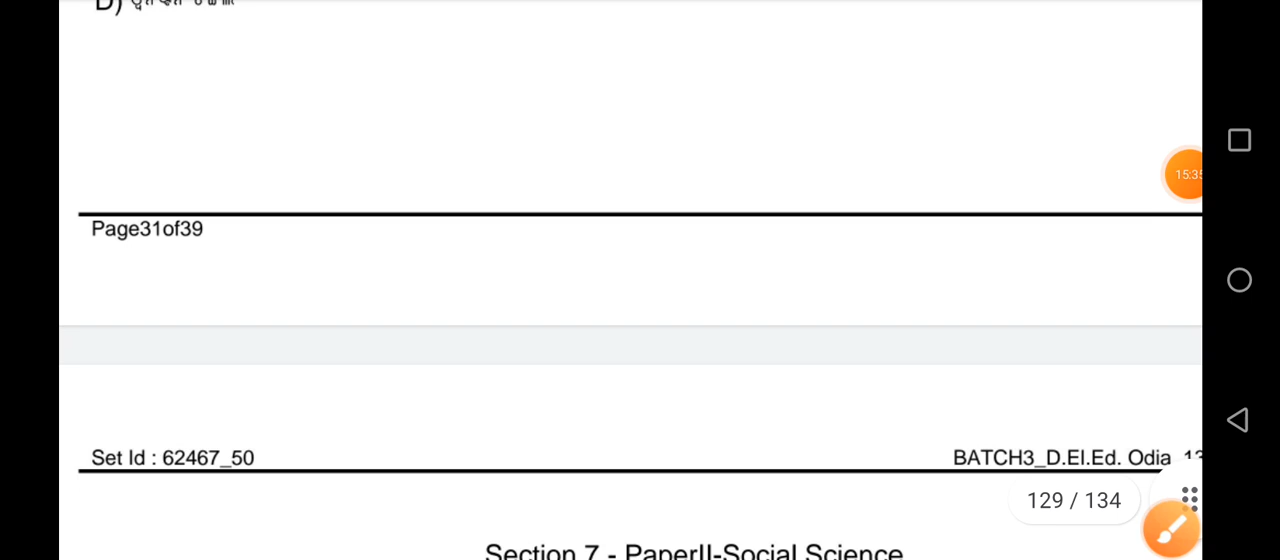 D)
15:35
Page31of39
Set Id : 62467_50
BATCH3_D.El.Ed. Odia
129 / 134
Section 7 - PaperII-Social Science